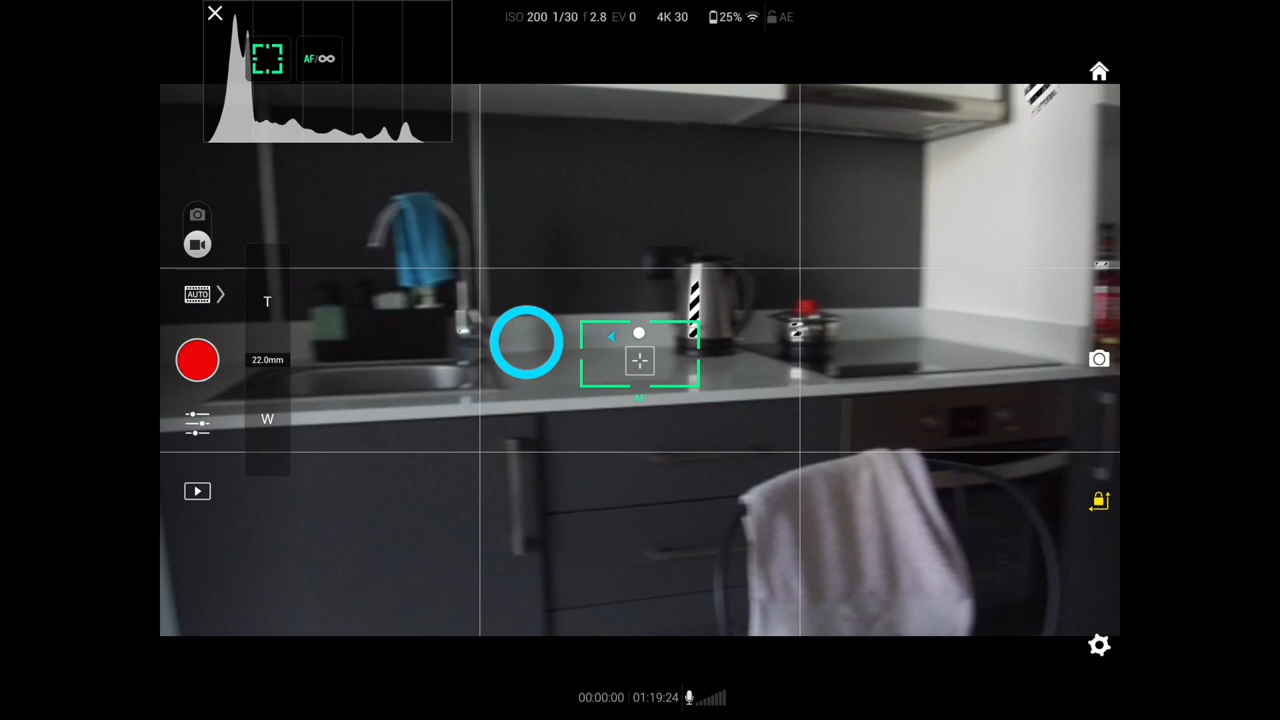 ISO 200 1/30 f 2.8 EV 0 4K 30 25% AE
AF/∞
AUTO
T
22.0mm
W
AF
00:00:00 01:19:24